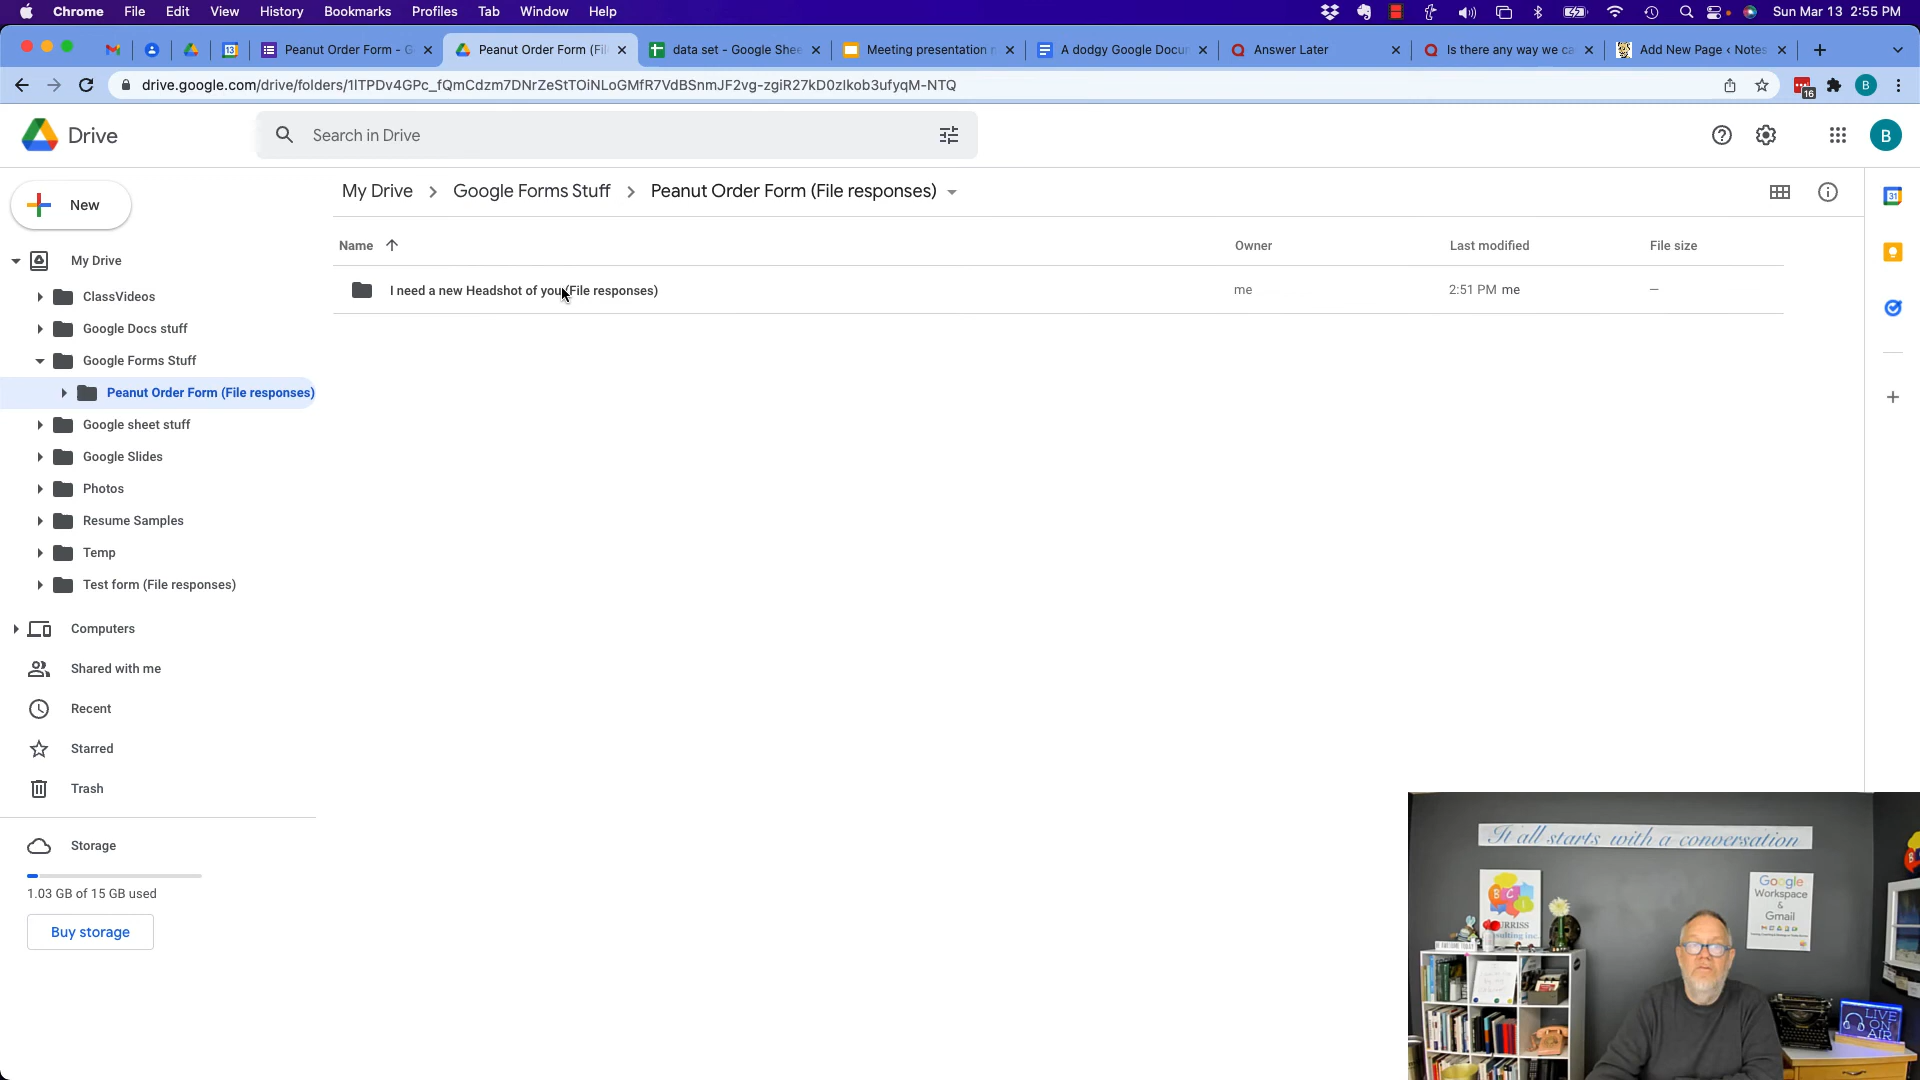 Chrome File Edit View History Bookmarks Profiles Tab Window Help
Sun Mar 13 2:55 PM
Peanut Order Form - G
Peanut Order Form (Fil
data set - Google Shee
Meeting presentation
A dodgy Google Docu
Answer Later
Is there any way we ca
Add New Page ‹ Notes
drive.google.com/drive/folders/1lTPDv4GPc_fQmCdzm7DNrZeStTOiNLoGMfR7VdBSnmJF2vg-zgiR27kD0zIkob3ufyqM-NTQ
16
B
Drive
Search in Drive
B
New
My Drive
Google Forms Stuff
Peanut Order Form (File responses)
31
Name
Owner
Last modified
File size
I need a new Headshot of you (File responses)
me
2:51 PM me
–
My Drive
ClassVideos
Google Docs stuff
Google Forms Stuff
Peanut Order Form (File responses)
Google sheet stuff
Google Slides
Photos
Resume Samples
Temp
Test form (File responses)
Computers
Shared with me
Recent
Starred
Trash
Storage
1.03 GB of 15 GB used
Buy storage
It all starts with a conversation
Google
Workspace
&
Gmail
LIVE
ON
AIR